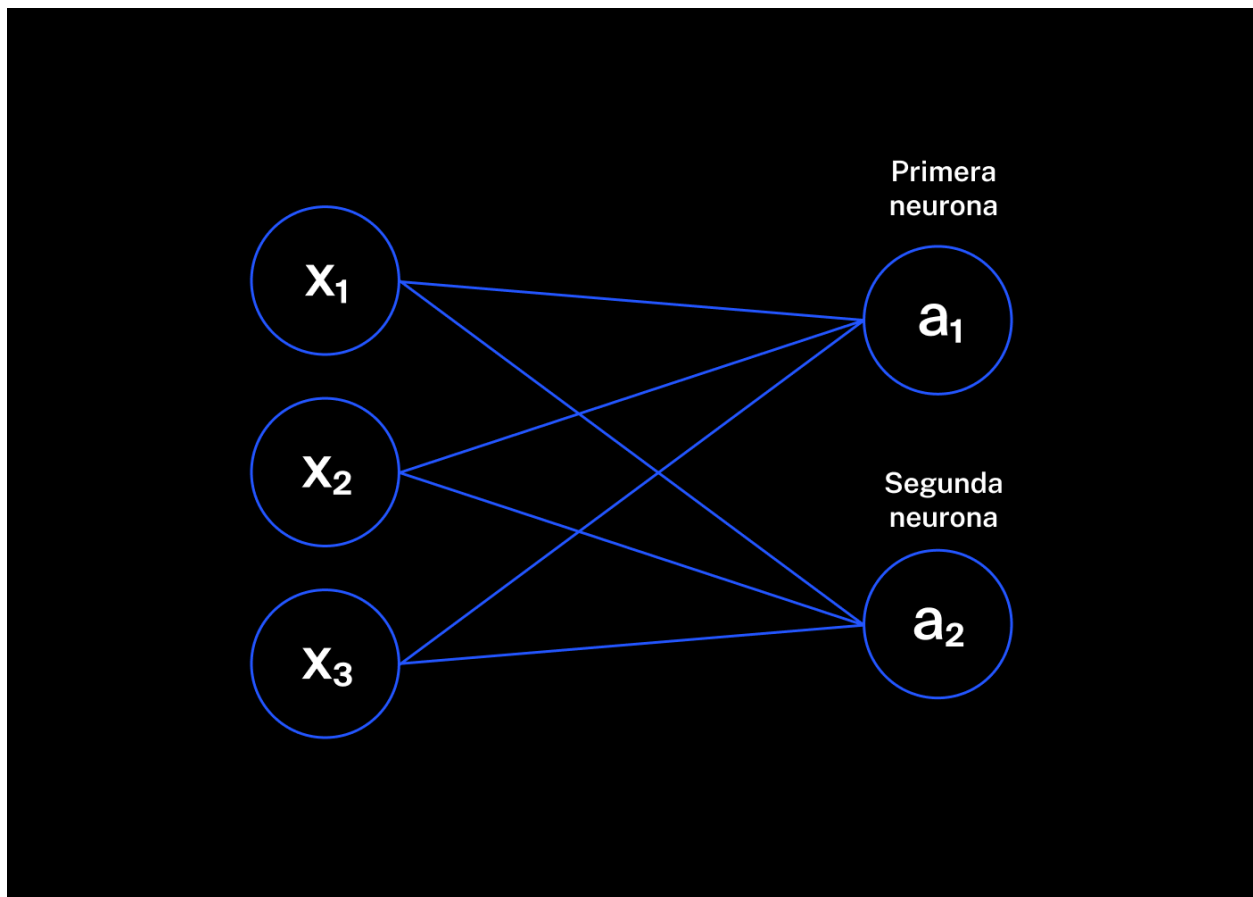 x₁
x₂
x₃
Primera
neurona
a₁
Segunda
neurona
a₂